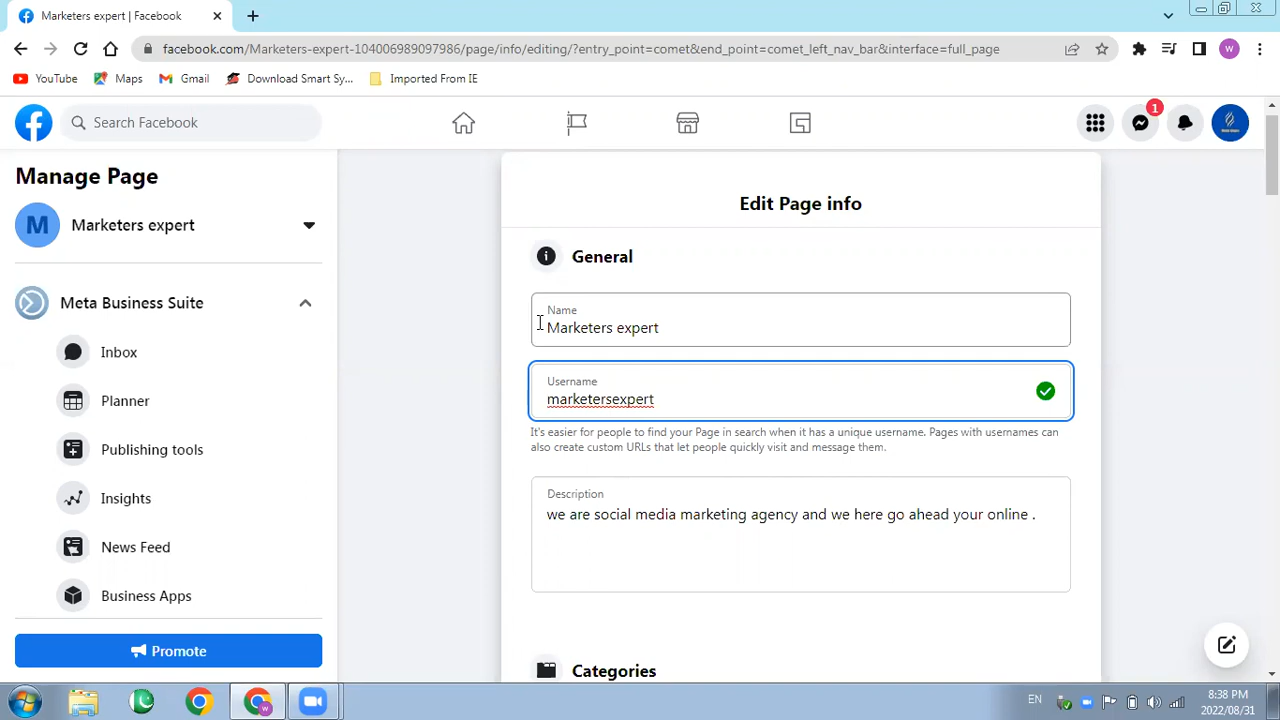 Marketers expert | Facebook
facebook.com/Marketers-expert-104006989097986/page/info/editing/?entry_point=comet&end_point=comet_left_nav_bar&interface=full_page
W
YouTube
Maps
Gmail
Download Smart Sy...
Imported From IE
Search Facebook
1
Manage Page
M
Marketers expert
Meta Business Suite
Inbox
Planner
Publishing tools
Insights
News Feed
Business Apps
Promote
Edit Page info
General
Name
Marketers expert
Username
marketersexpert
It's easier for people to find your Page in search when it has a unique username. Pages with usernames can
also create custom URLs that let people quickly visit and message them.
Description
we are social media marketing agency and we here go ahead your online .
Categories
EN
8:38 PM
2022/08/31